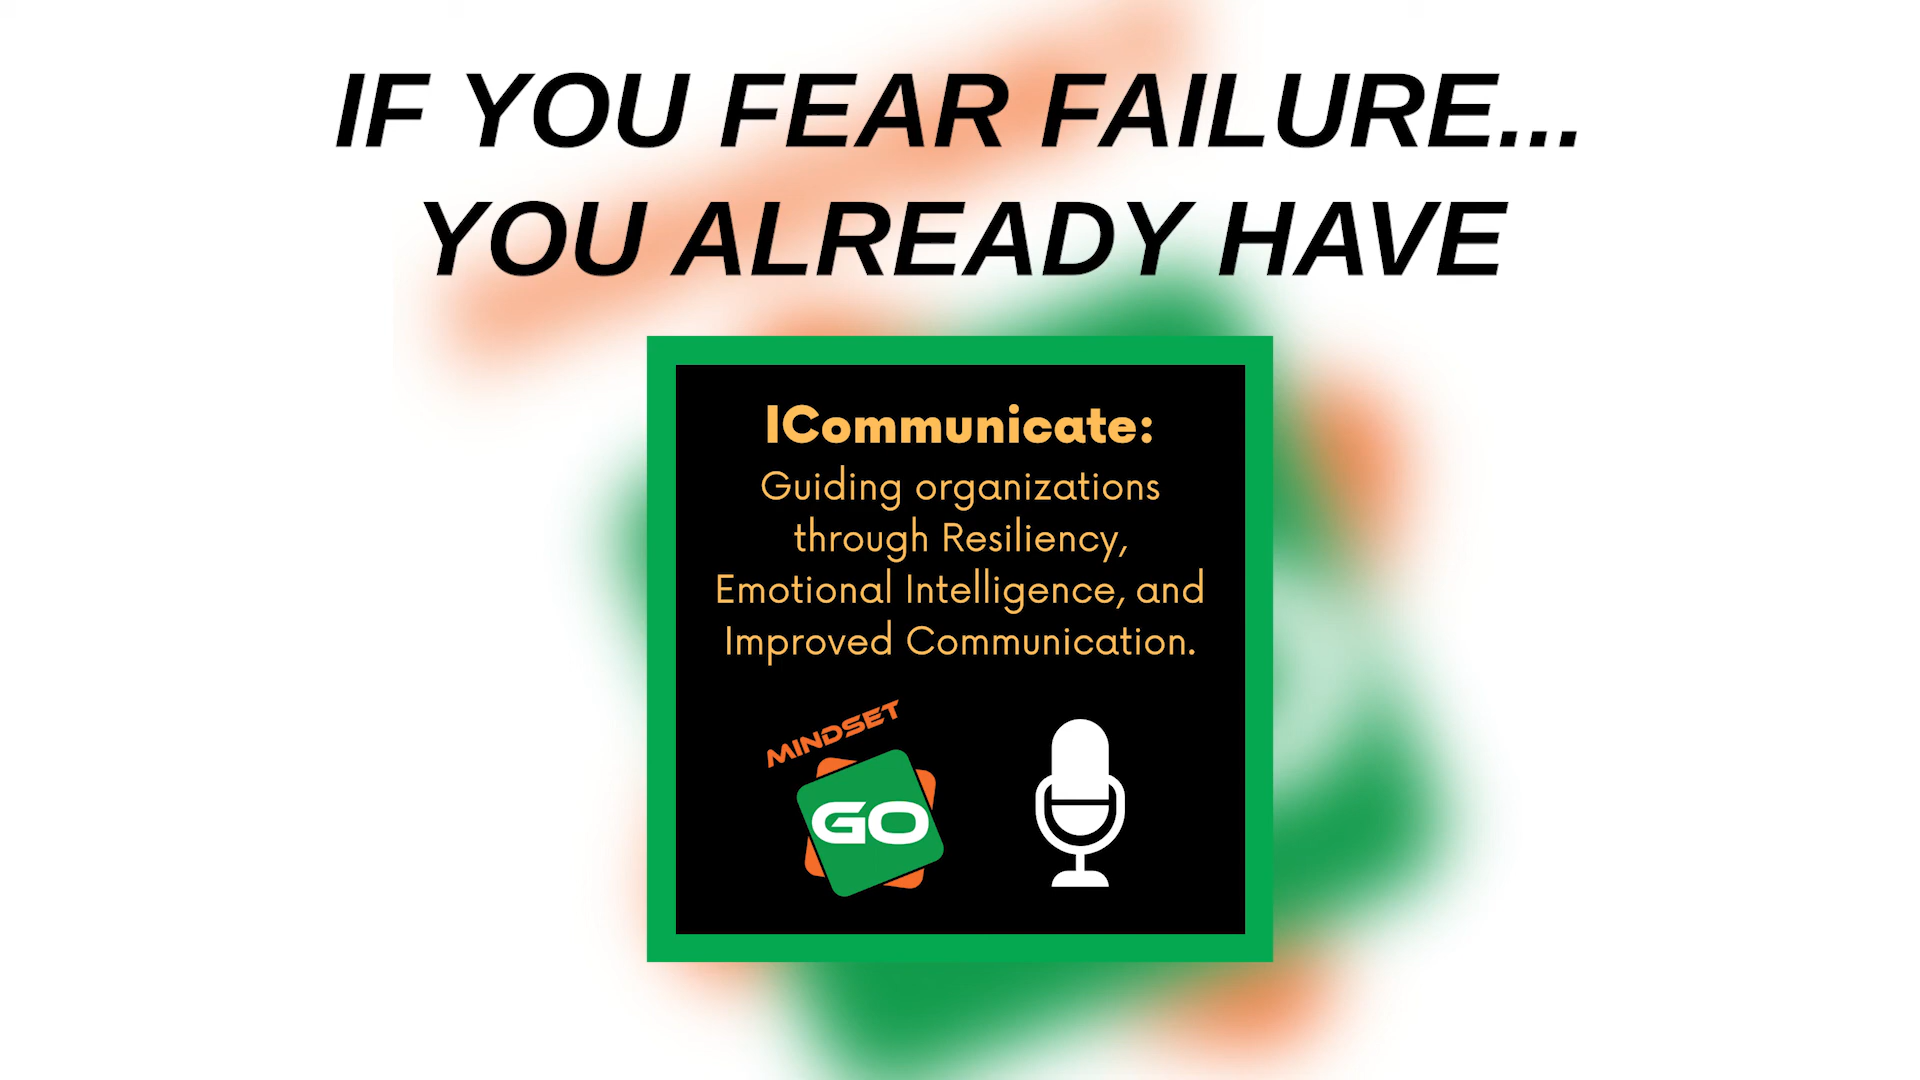 IF YOU FEAR FAILURE...
YOU ALREADY HAVE
ICommunicate:
Guiding organizations
through Resiliency,
Emotional Intelligence, and
Improved Communication.
MINDSET
GO